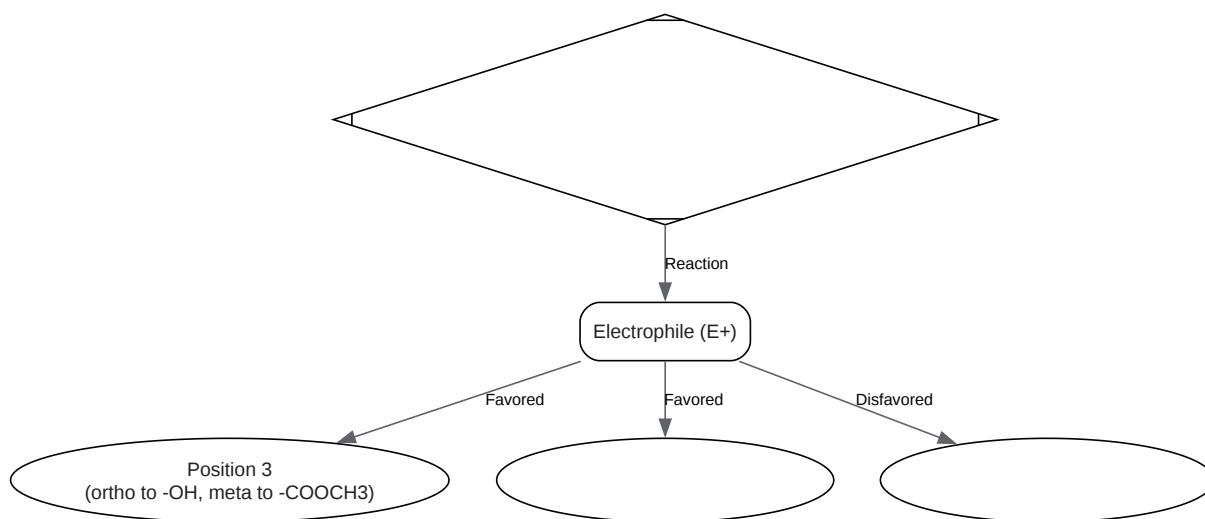 Reaction
Electrophile (E+)
Favored
Favored
Disfavored
Position 3
(ortho to -OH, meta to -COOCH3)